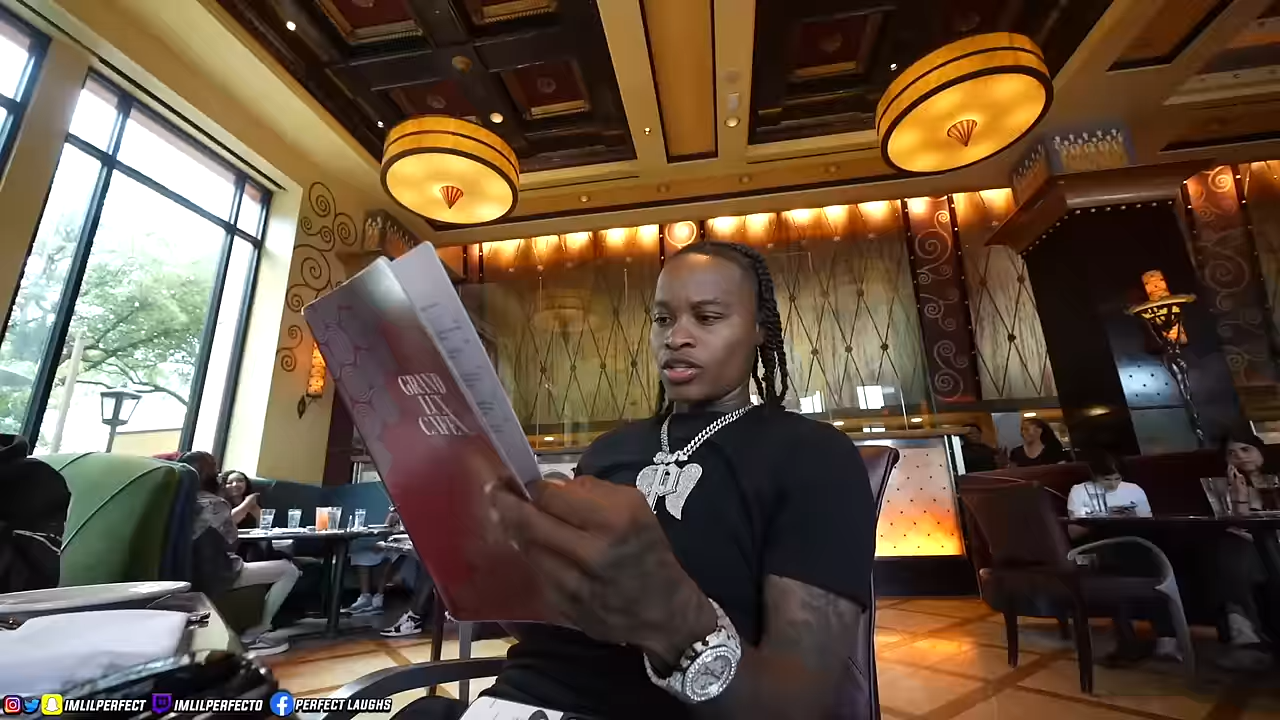 GRAND
LUX
CAFE
P
IMLILPERFECT IMLILPERFECTO PERFECT LAUGHS